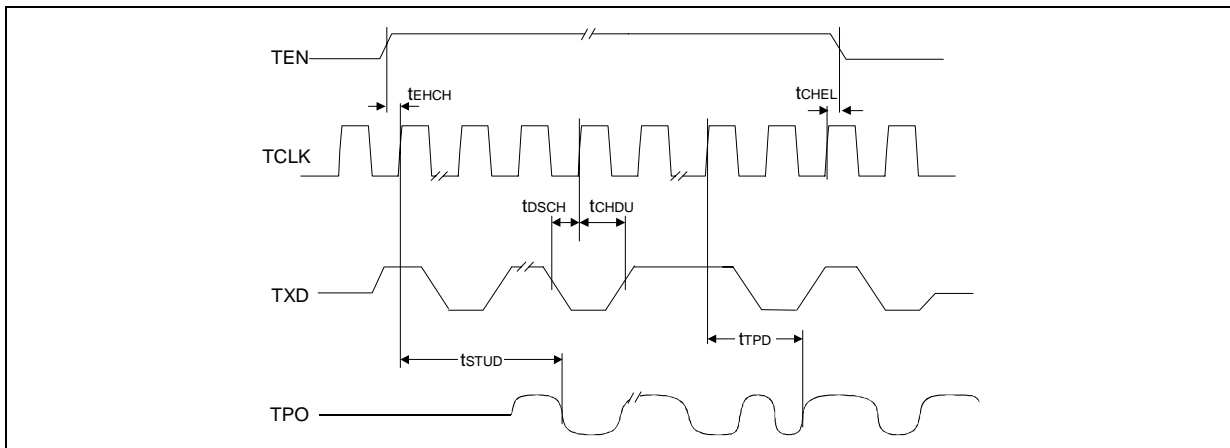 TEN
tEHCH
tCHEL
TCLK
tDSCH
tCHDU
TXD
tTPD
tSTUD
TPO